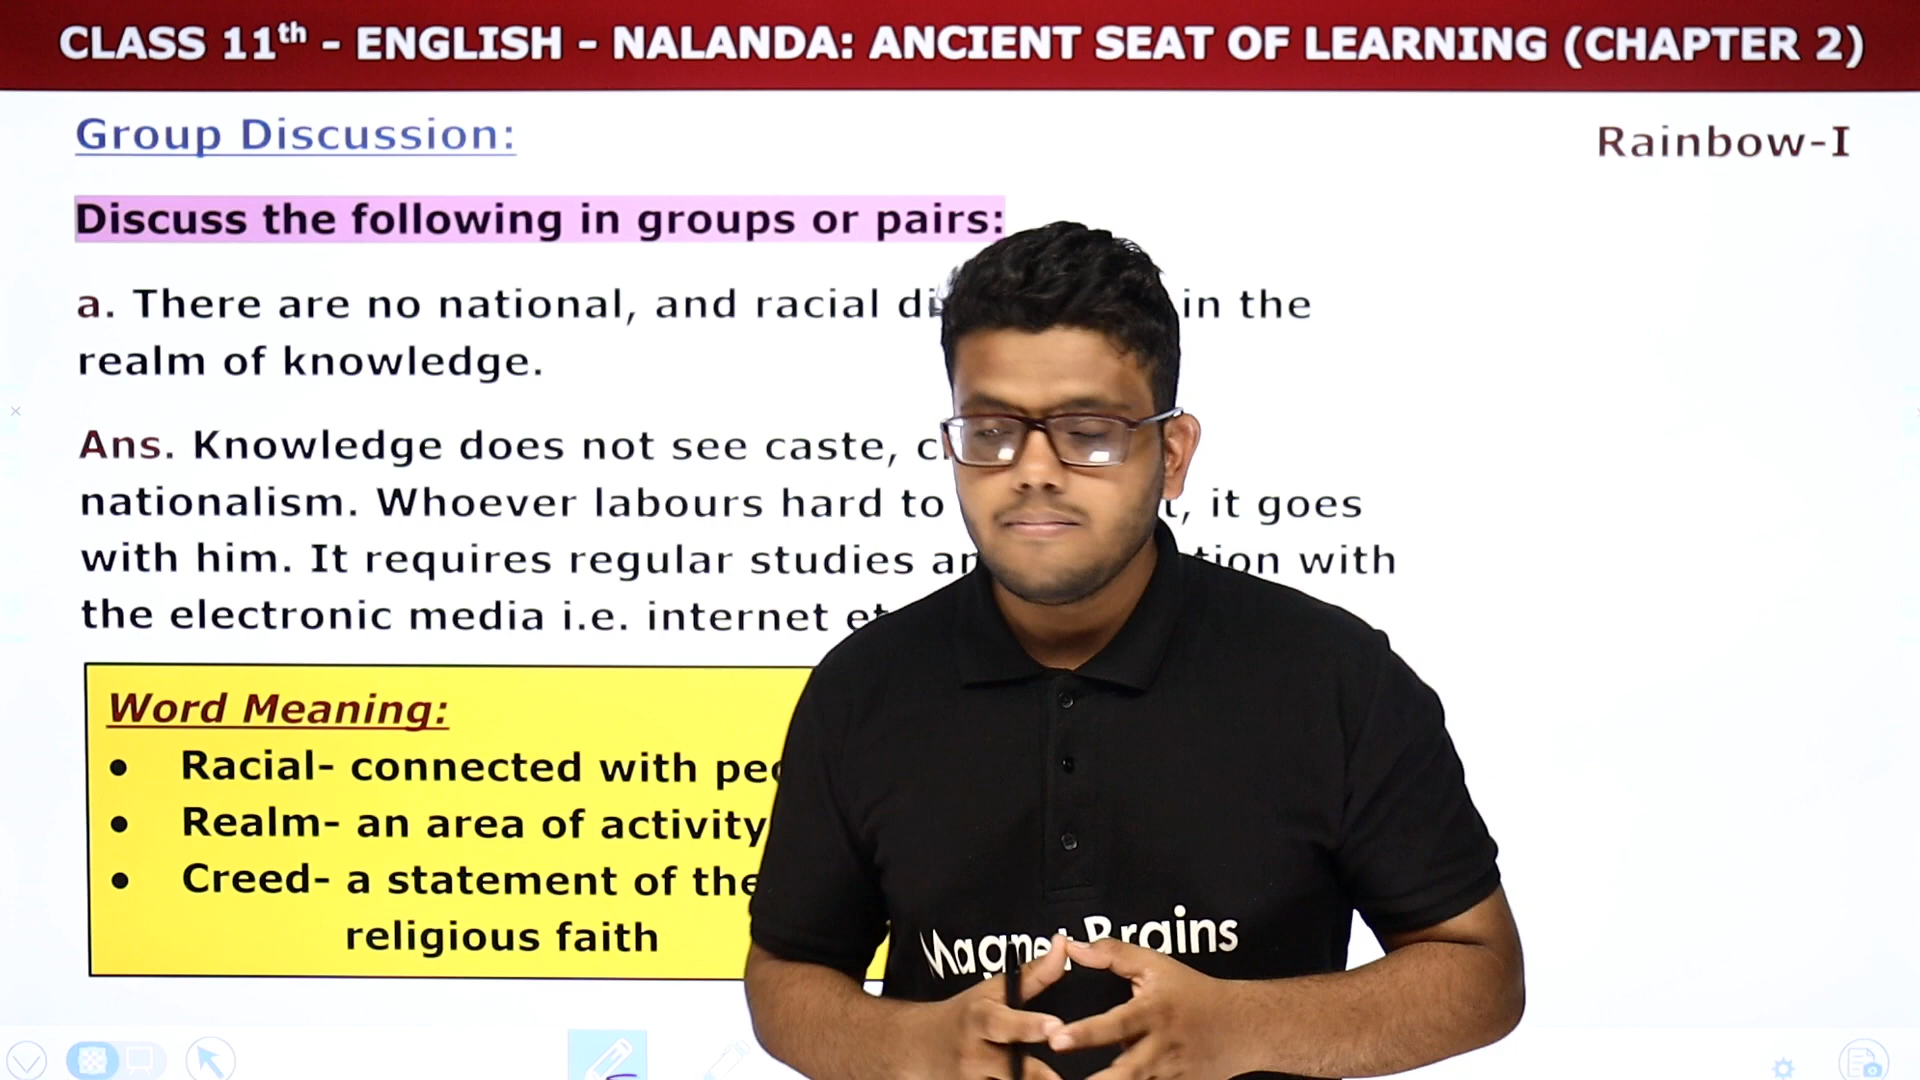 CLASS 11th - ENGLISH - NALANDA: ANCIENT SEAT OF LEARNING (CHAPTER 2)
Group Discussion:
Rainbow-I
Discuss the following in groups or pairs:
a. There are no national, and racial in the
realm of knowledge.
Ans. Knowledge does not see caste,
nationalism. Whoever labours hard to it goes
with him. It requires regular studies with
the electronic media i.e. internet
Word Meaning:
• Racial- connected with
• Realm- an area of activity
• Creed- a statement of the
religious faith
Magnet Brains